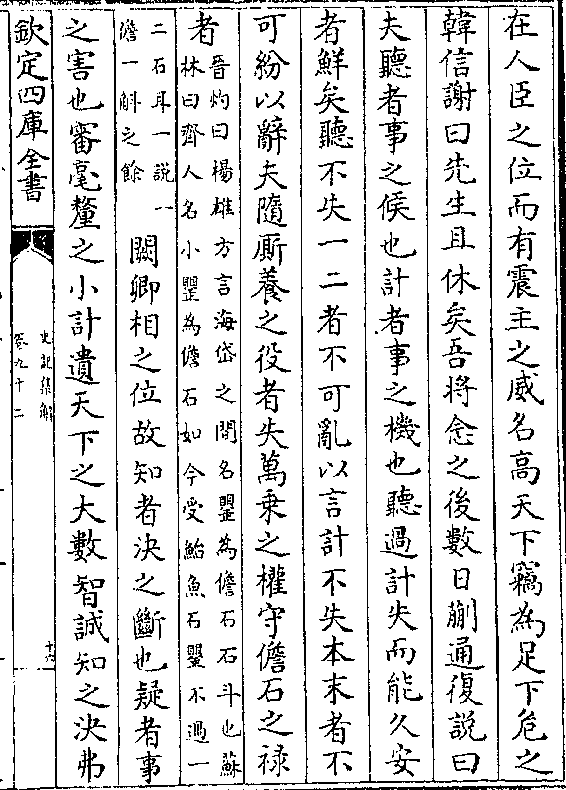 在人臣之位而有震主之威名高天下竊為足下危之
韓信謝曰先生且休矣吾將念之後數日蒯通復說曰
夫聽者事之候也計者事之機也聽過計失而能久安
者鮮矣聽不失一二者不可亂以言計不失本末者不
可紛以辭夫隨厮養之役者失萬乗之權守儋石之禄
者晉灼曰楊雄方言海岱之間名罌為儋石石斗也蘇
林曰齊人名小罌為儋石如今受鮐魚石罌不過一
二石耳一說一
儋一斛之餘
闕卿相之位故知者決之斷也疑者事
之害也審毫釐之小計遺天下之大數智誠知之決弗
欽定四庫全書
史記集解
卷九十二
十六